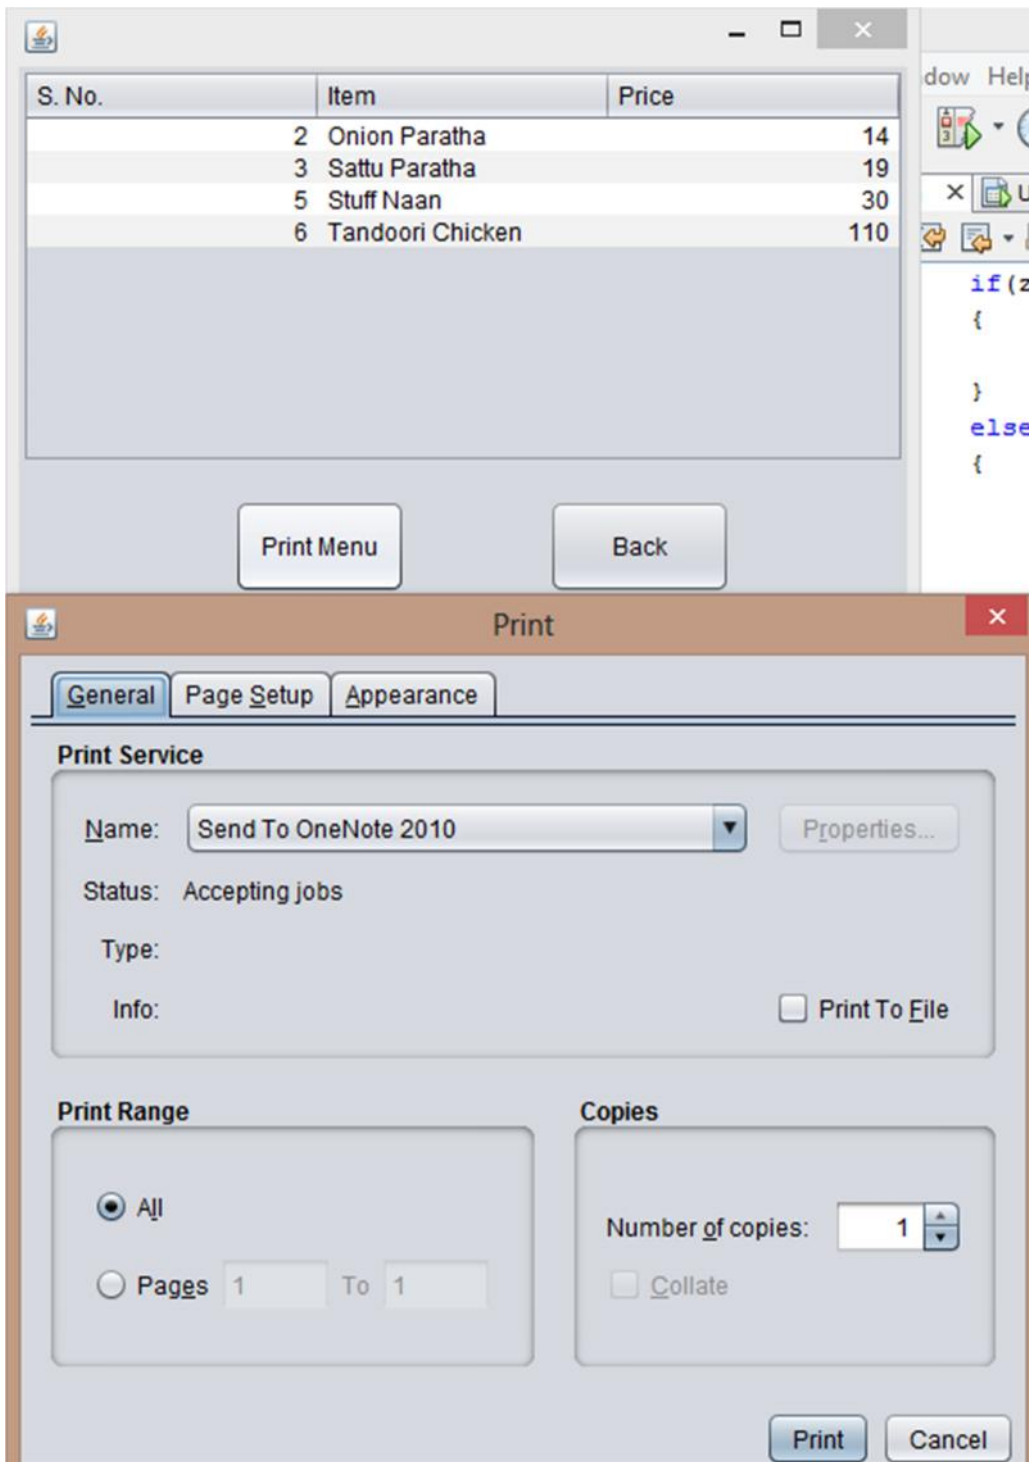 S. No. Item Price
2 Onion Paratha 14
3 Sattu Paratha 19
5 Stuff Naan 30
6 Tandoori Chicken 110
Print Menu Back
dow Help
if(z
{
}
else
{
Print
General Page Setup Appearance
Print Service
Name: Send To OneNote 2010 Properties...
Status: Accepting jobs
Type:
Info: Print To File
Print Range Copies
All
Number of copies: 1
Pages 1 To 1 Collate
Print Cancel